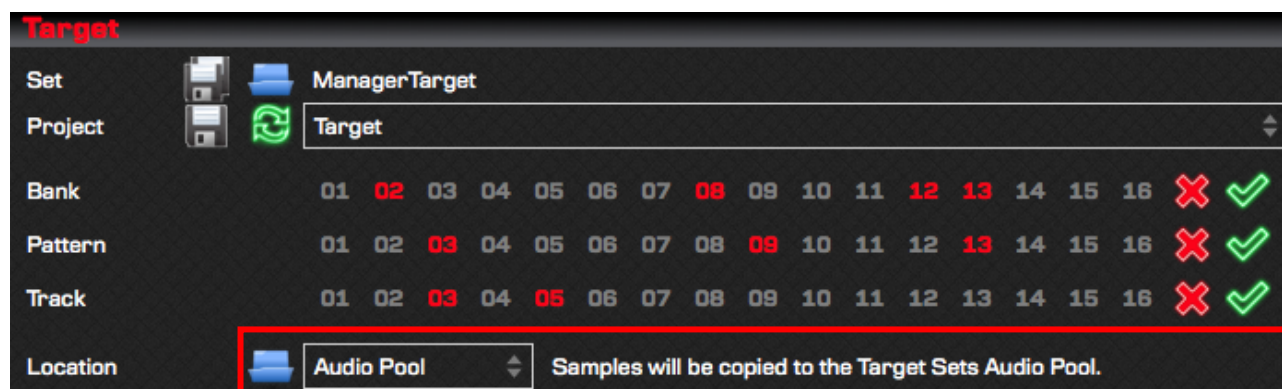 Target
Set ManagerTarget
Project Target
Bank 01 02 03 04 05 06 07 08 09 10 11 12 13 14 15 16
Pattern 01 02 03 04 05 06 07 08 09 10 11 12 13 14 15 16
Track 01 02 03 04 05 06 07 08 09 10 11 12 13 14 15 16
Location Audio Pool Samples will be copied to the Target Sets Audio Pool.